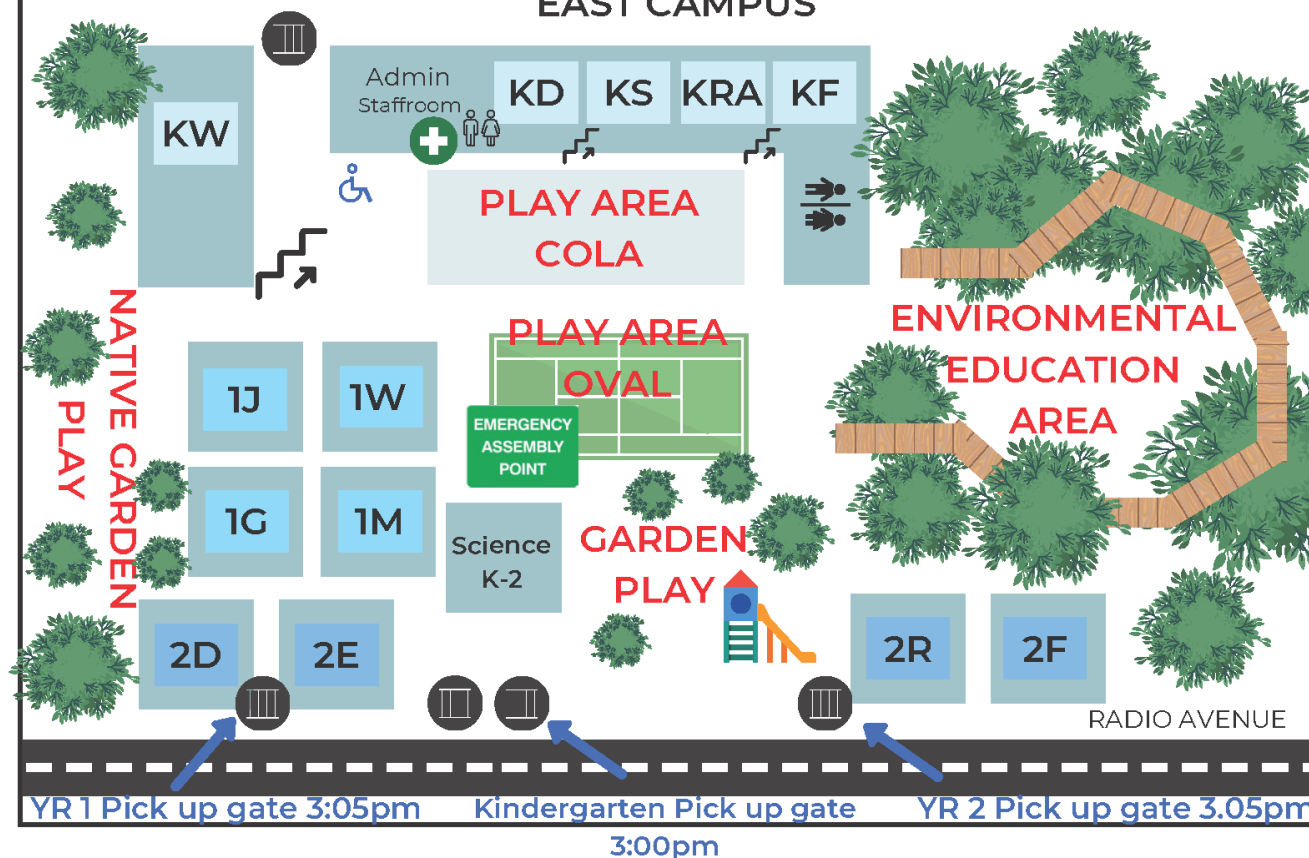 EAST CAMPUS
Admin
Staffroom
KD
KS
KRA
KF
KW
PLAY AREA
COLA
PLAY AREA
OVAL
EMERGENCY
ASSEMBLY
POINT
ENVIRONMENTAL
EDUCATION
AREA
NATIVE GARDEN
PLAY
1J
1W
1G
1M
Science
K-2
GARDEN
PLAY
2D
2E
2R
2F
RADIO AVENUE
YR 1 Pick up gate 3:05pm
Kindergarten Pick up gate
3:00pm
YR 2 Pick up gate 3.05pm